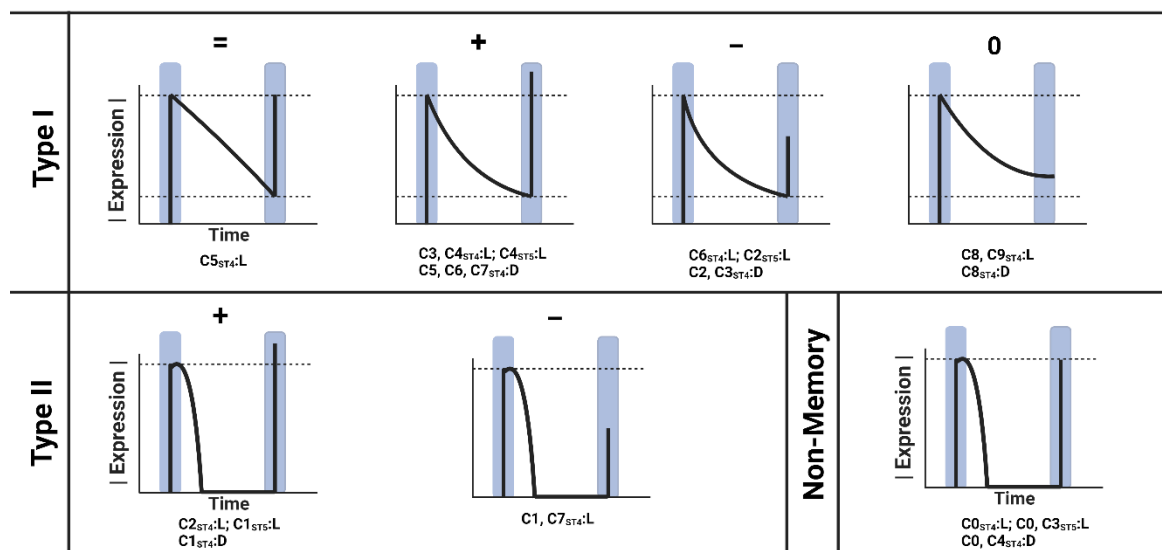 Type I
=
| Expression |
Time
C5ST4:L
+
C3, C4ST4:L; C4ST5:L
C5, C6, C7ST4:D
–
C6ST4:L; C2ST5:L
C2, C3ST4:D
0
C8, C9ST4:L
C8ST4:D
Type II
+
| Expression |
Time
C2ST4:L; C1ST5:L
C1ST4:D
–
C1, C7ST4:L
Non-Memory
| Expression |
Time
C0ST4:L; C0, C3ST5:L
C0, C4ST4:D